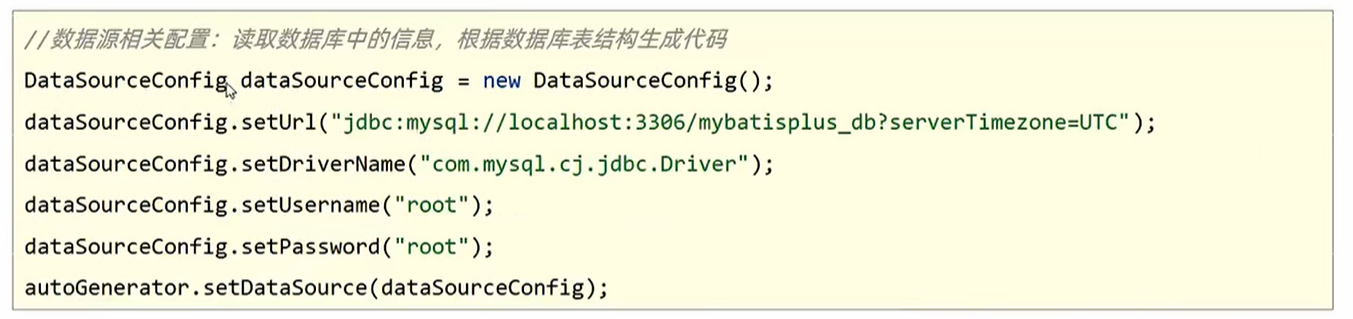 //数据源相关配置：读取数据库中的信息，根据数据库表结构生成代码
DataSourceConfig dataSourceConfig = new DataSourceConfig();
dataSourceConfig.setUrl("jdbc:mysql://localhost:3306/mybatisplus_db?serverTimezone=UTC");
dataSourceConfig.setDriverName("com.mysql.cj.jdbc.Driver");
dataSourceConfig.setUsername("root");
dataSourceConfig.setPassword("root");
autoGenerator.setDataSource(dataSourceConfig);